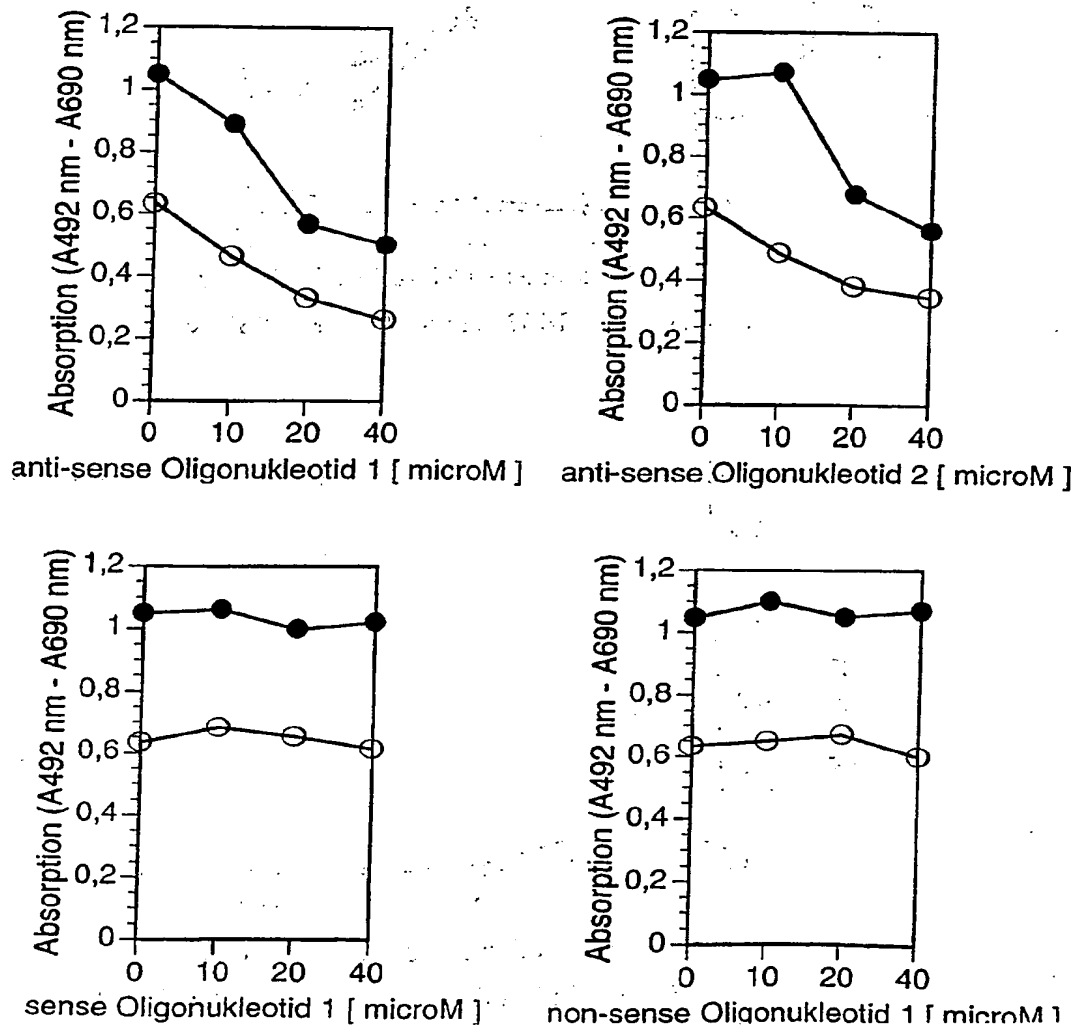 Absorption (A492 nm - A690 nm)
1,2
1
0,8
0,6
0,4
0,2
0
0 10 20 40
anti-sense Oligonukleotid 1 [ microM ]
Absorption (A492 nm - A690 nm)
1,2
1
0,8
0,6
0,4
0,2
0
0 10 20 40
anti-sense Oligonukleotid 2 [ microM ]
Absorption (A492 nm - A690 nm)
1,2
1
0,8
0,6
0,4
0,2
0
0 10 20 40
sense Oligonukleotid 1 [ microM ]
Absorption (A492 nm - A690 nm)
1,2
1
0,8
0,6
0,4
0,2
0
0 10 20 40
non-sense Oligonukleotid 1 [ microM ]